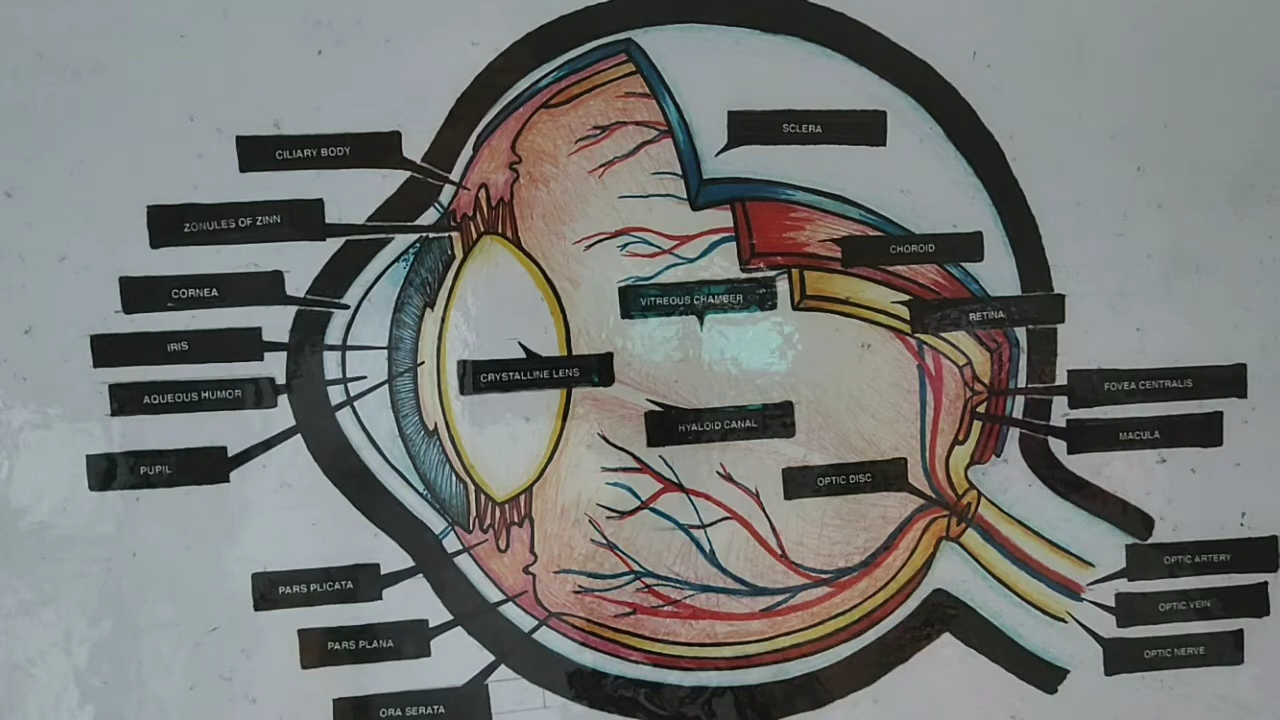 CILIARY BODY
ZONULES OF ZINN
CORNEA
IRIS
AQUEOUS HUMOR
PUPIL
PARS PLICATA
PARS PLANA
ORA SERATA
SCLERA
CHOROID
VITREOUS CHAMBER
RETINA
CRYSTALLINE LENS
HYALOID CANAL
OPTIC DISC
FOVEA CENTRALIS
MACULA
OPTIC ARTERY
OPTIC VEIN
OPTIC NERVE